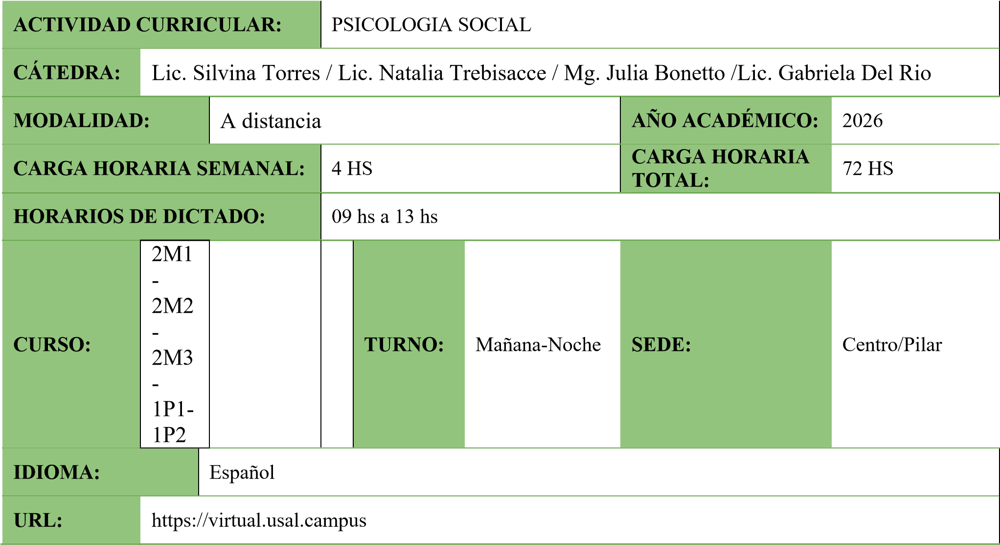 ACTIVIDAD CURRICULAR: PSICOLOGIA SOCIAL
CÁTEDRA: Lic. Silvina Torres / Lic. Natalia Trebisacce / Mg. Julia Bonetto /Lic. Gabriela Del Rio
MODALIDAD: A distancia AÑO ACADÉMICO: 2026
CARGA HORARIA SEMANAL: 4 HS CARGA HORARIA
TOTAL: 72 HS
HORARIOS DE DICTADO: 09 hs a 13 hs
CURSO:
2M1
-
2M2
-
2M3
-
1P1-
1P2
TURNO: Mañana-Noche SEDE: Centro/Pilar
IDIOMA: Español
URL: https://virtual.usal.campus